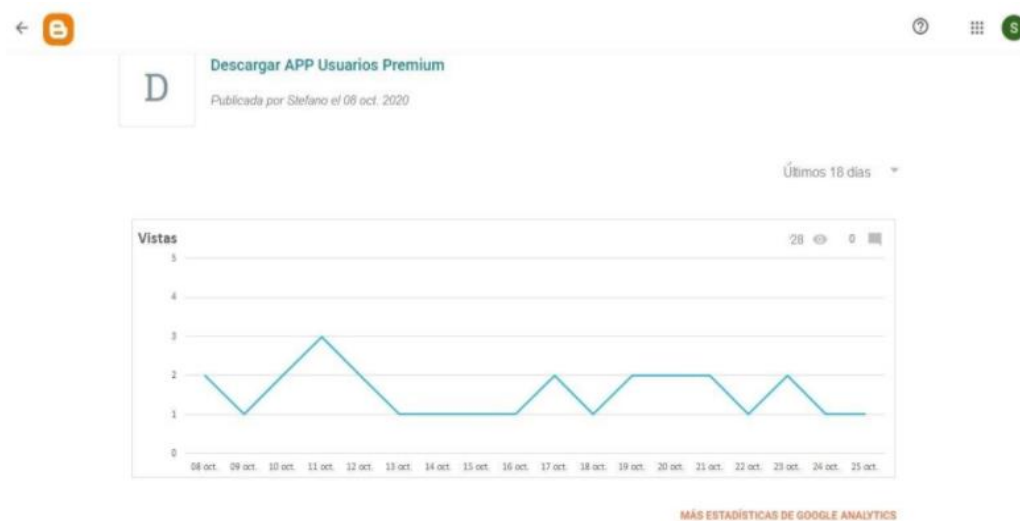 S
D
Descargar APP Usuarios Premium
Publicada por Stefano el 08 oct. 2020
Últimos 18 días
Vistas
28
0
5
4
3
2
1
0
08 oct. 09 oct. 10 oct. 11 oct. 12 oct. 13 oct. 14 oct. 15 oct. 16 oct. 17 oct. 18 oct. 19 oct. 20 oct. 21 oct. 22 oct. 23 oct. 24 oct. 25 oct.
MÁS ESTADÍSTICAS DE GOOGLE ANALYTICS